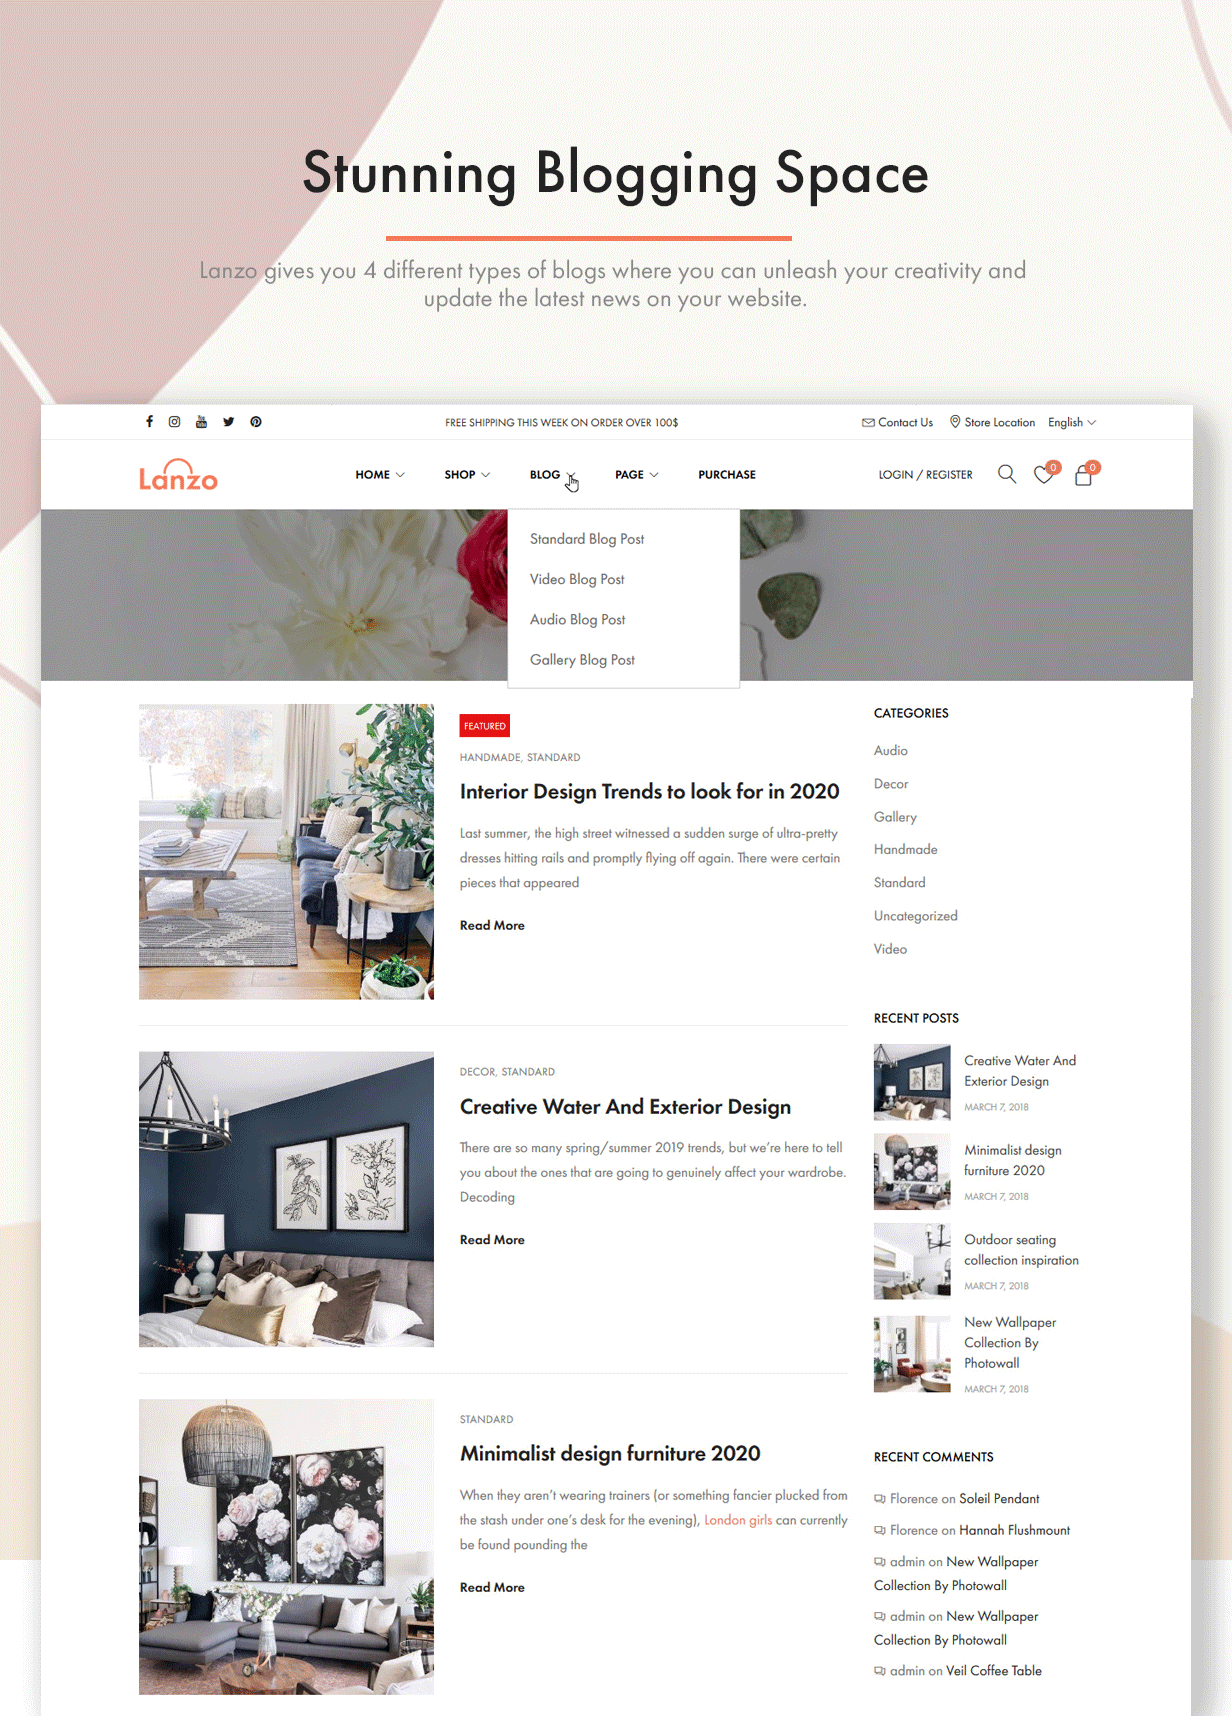 Stunning Blogging Space
Lanzo gives you 4 different types of blogs where you can unleash your creativity and
update the latest news on your website.
FREE SHIPPING THIS WEEK ON ORDER OVER 100$
Contact Us
Store Location
English
Lanzo
HOME
SHOP
BLOG
PAGE
PURCHASE
LOGIN / REGISTER
0
0
Standard Blog Post
Video Blog Post
Audio Blog Post
Gallery Blog Post
FEATURED
HANDMADE, STANDARD
Interior Design Trends to look for in 2020
Last summer, the high street witnessed a sudden surge of ultra-pretty
dresses hitting rails and promptly flying off again. There were certain
pieces that appeared
Read More
DECOR, STANDARD
Creative Water And Exterior Design
There are so many spring/summer 2019 trends, but we're here to tell
you about the ones that are going to genuinely affect your wardrobe.
Decoding
Read More
STANDARD
Minimalist design furniture 2020
When they aren't wearing trainers (or something fancier plucked from
the stash under one's desk for the evening), London girls can currently
be found pounding the
Read More
CATEGORIES
Audio
Decor
Gallery
Handmade
Standard
Uncategorized
Video
RECENT POSTS
Creative Water And
Exterior Design
MARCH 7, 2018
Minimalist design
furniture 2020
MARCH 7, 2018
Outdoor seating
collection inspiration
MARCH 7, 2018
New Wallpaper
Collection By
Photowall
MARCH 7, 2018
RECENT COMMENTS
Florence on Soleil Pendant
Florence on Hannah Flushmount
admin on New Wallpaper
Collection By Photowall
admin on New Wallpaper
Collection By Photowall
admin on Veil Coffee Table